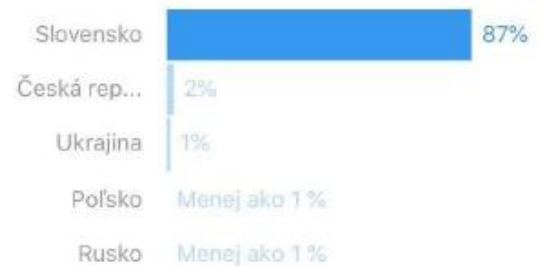 Slovensko 87%
Česká rep... 2%
Ukrajina 1%
Poľsko Menej ako 1 %
Rusko Menej ako 1 %